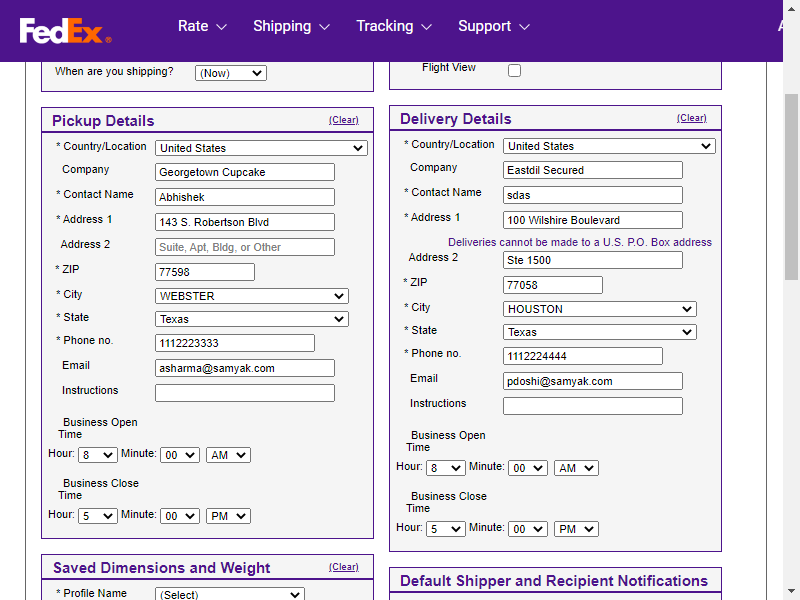 FedEx®
Rate
Shipping
Tracking
Support
When are you shipping?
(Now)
Flight View
Pickup Details
(Clear)
* Country/Location
United States
Company
Georgetown Cupcake
* Contact Name
Abhishek
* Address 1
143 S. Robertson Blvd
Address 2
Suite, Apt, Bldg, or Other
* ZIP
77598
* City
WEBSTER
* State
Texas
* Phone no.
1112223333
Email
asharma@samyak.com
Instructions
Business Open
Time
Hour: 8 Minute: 00 AM
Business Close
Time
Hour: 5 Minute: 00 PM
Saved Dimensions and Weight
(Clear)
* Profile Name
(Select)
Delivery Details
(Clear)
* Country/Location
United States
Company
Eastdil Secured
* Contact Name
sdas
* Address 1
100 Wilshire Boulevard
Deliveries cannot be made to a U.S. P.O. Box address
Address 2
Ste 1500
* ZIP
77058
* City
HOUSTON
* State
Texas
* Phone no.
1112224444
Email
pdoshi@samyak.com
Instructions
Business Open
Time
Hour: 8 Minute: 00 AM
Business Close
Time
Hour: 5 Minute: 00 PM
Default Shipper and Recipient Notifications